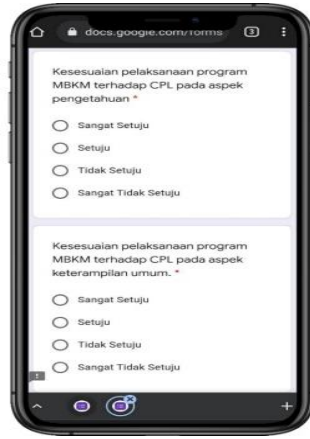 docs.google.com/forms
3
Kesesuaian pelaksanaan program
MBKM terhadap CPL pada aspek
pengetahuan *
Sangat Setuju
Setuju
Tidak Setuju
Sangat Tidak Setuju
Kesesuaian pelaksanaan program
MBKM terhadap CPL pada aspek
keterampilan umum. *
Sangat Setuju
Setuju
Tidak Setuju
Sangat Tidak Setuju